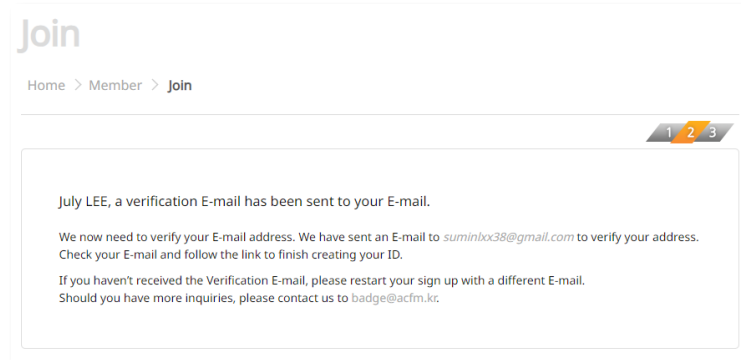 Join
Home > Member > Join
1 2 3
July LEE, a verification E-mail has been sent to your E-mail.
We now need to verify your E-mail address. We have sent an E-mail to suminlxx38@gmail.com to verify your address.
Check your E-mail and follow the link to finish creating your ID.
If you haven't received the Verification E-mail, please restart your sign up with a different E-mail.
Should you have more inquiries, please contact us to badge@acfm.kr.